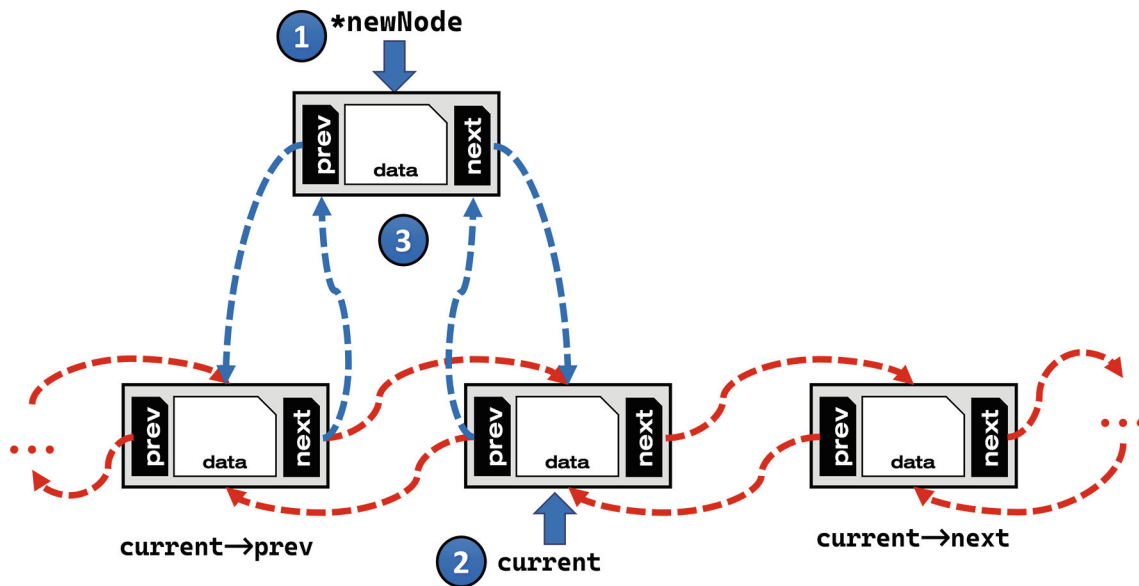 1 *newNode
prev data next
3
prev data next
prev data next
prev data next
...
...
current→prev
2 current
current→next